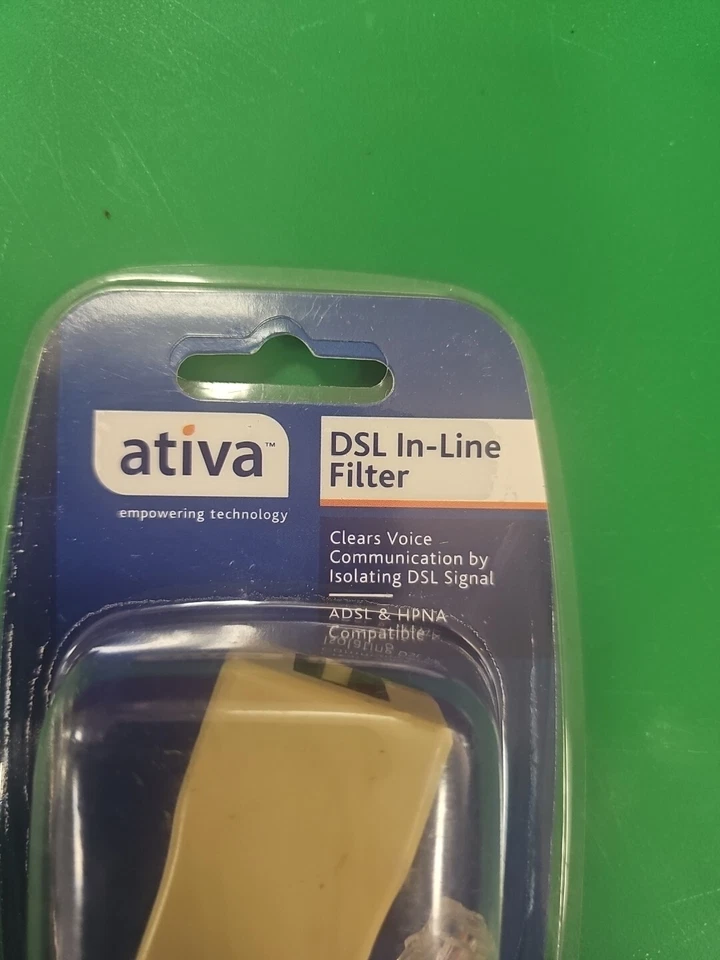 ativa™
empowering technology
DSL In-Line
Filter
Clears Voice
Communication by
Isolating DSL Signal
ADSL & HPNA
Compatible